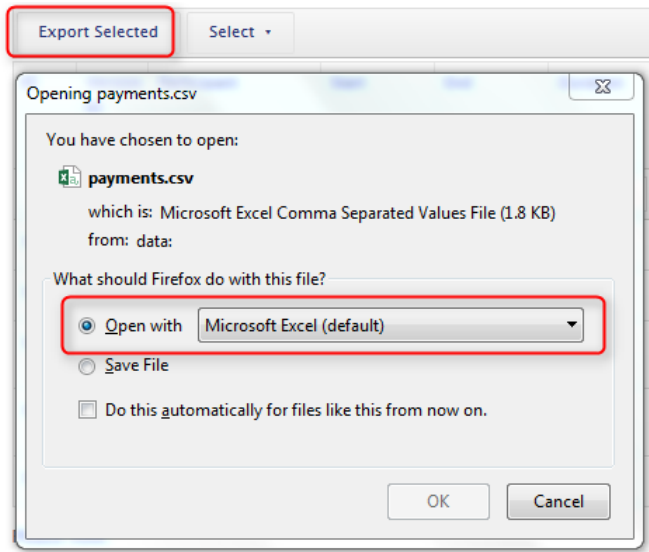 Export Selected Select
Opening payments.csv
You have chosen to open:
payments.csv
which is: Microsoft Excel Comma Separated Values File (1.8 KB)
from: data:
What should Firefox do with this file?
Open with Microsoft Excel (default)
Save File
Do this automatically for files like this from now on.
OK Cancel